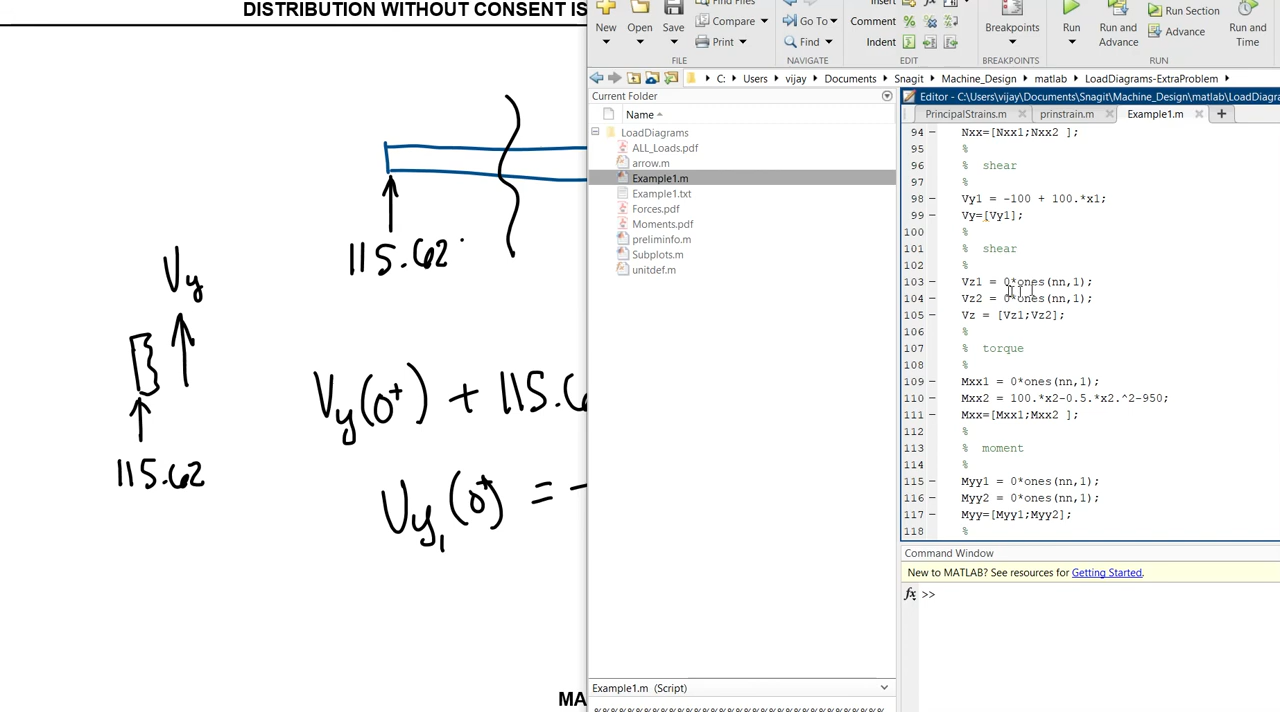 DISTRIBUTION WITHOUT CONSENT IS
115.62
Vy
115.62
Vy(0⁺) + 115.6
Vy₁(0⁺) = -
MA
New
Open
Save
Find Files
Compare
Print
Go To
Find
Insert
Comment
Indent
Breakpoints
Run
Run and
Advance
Run Section
Advance
Run and
Time
FILE
NAVIGATE
EDIT
BREAKPOINTS
RUN
C: Users vijay Documents Snagit Machine_Design matlab LoadDiagrams-ExtraProblem
Current Folder
Name
LoadDiagrams
ALL_Loads.pdf
arrow.m
Example1.m
Example1.txt
Forces.pdf
Moments.pdf
preliminfo.m
Subplots.m
unitdef.m
Example1.m (Script)
Editor - C:\Users\vijay\Documents\Snagit\Machine_Design\matlab\LoadDiagrams-Extra
PrincipalStrains.m
prinstrain.m
Example1.m
94 - Nxx=[Nxx1;Nxx2 ];
95 %
96 % shear
97 %
98 - Vy1 = -100 + 100.*x1;
99 - Vy=[Vy1];
100 %
101 % shear
102 %
103 - Vz1 = 0*ones(nn,1);
104 - Vz2 = 0*ones(nn,1);
105 - Vz = [Vz1;Vz2];
106 %
107 % torque
108 %
109 - Mxx1 = 0*ones(nn,1);
110 - Mxx2 = 100.*x2-0.5.*x2.^2-950;
111 - Mxx=[Mxx1;Mxx2 ];
112 %
113 % moment
114 %
115 - Myy1 = 0*ones(nn,1);
116 - Myy2 = 0*ones(nn,1);
117 - Myy=[Myy1;Myy2];
118 %
Command Window
New to MATLAB? See resources for Getting Started.
fx >>